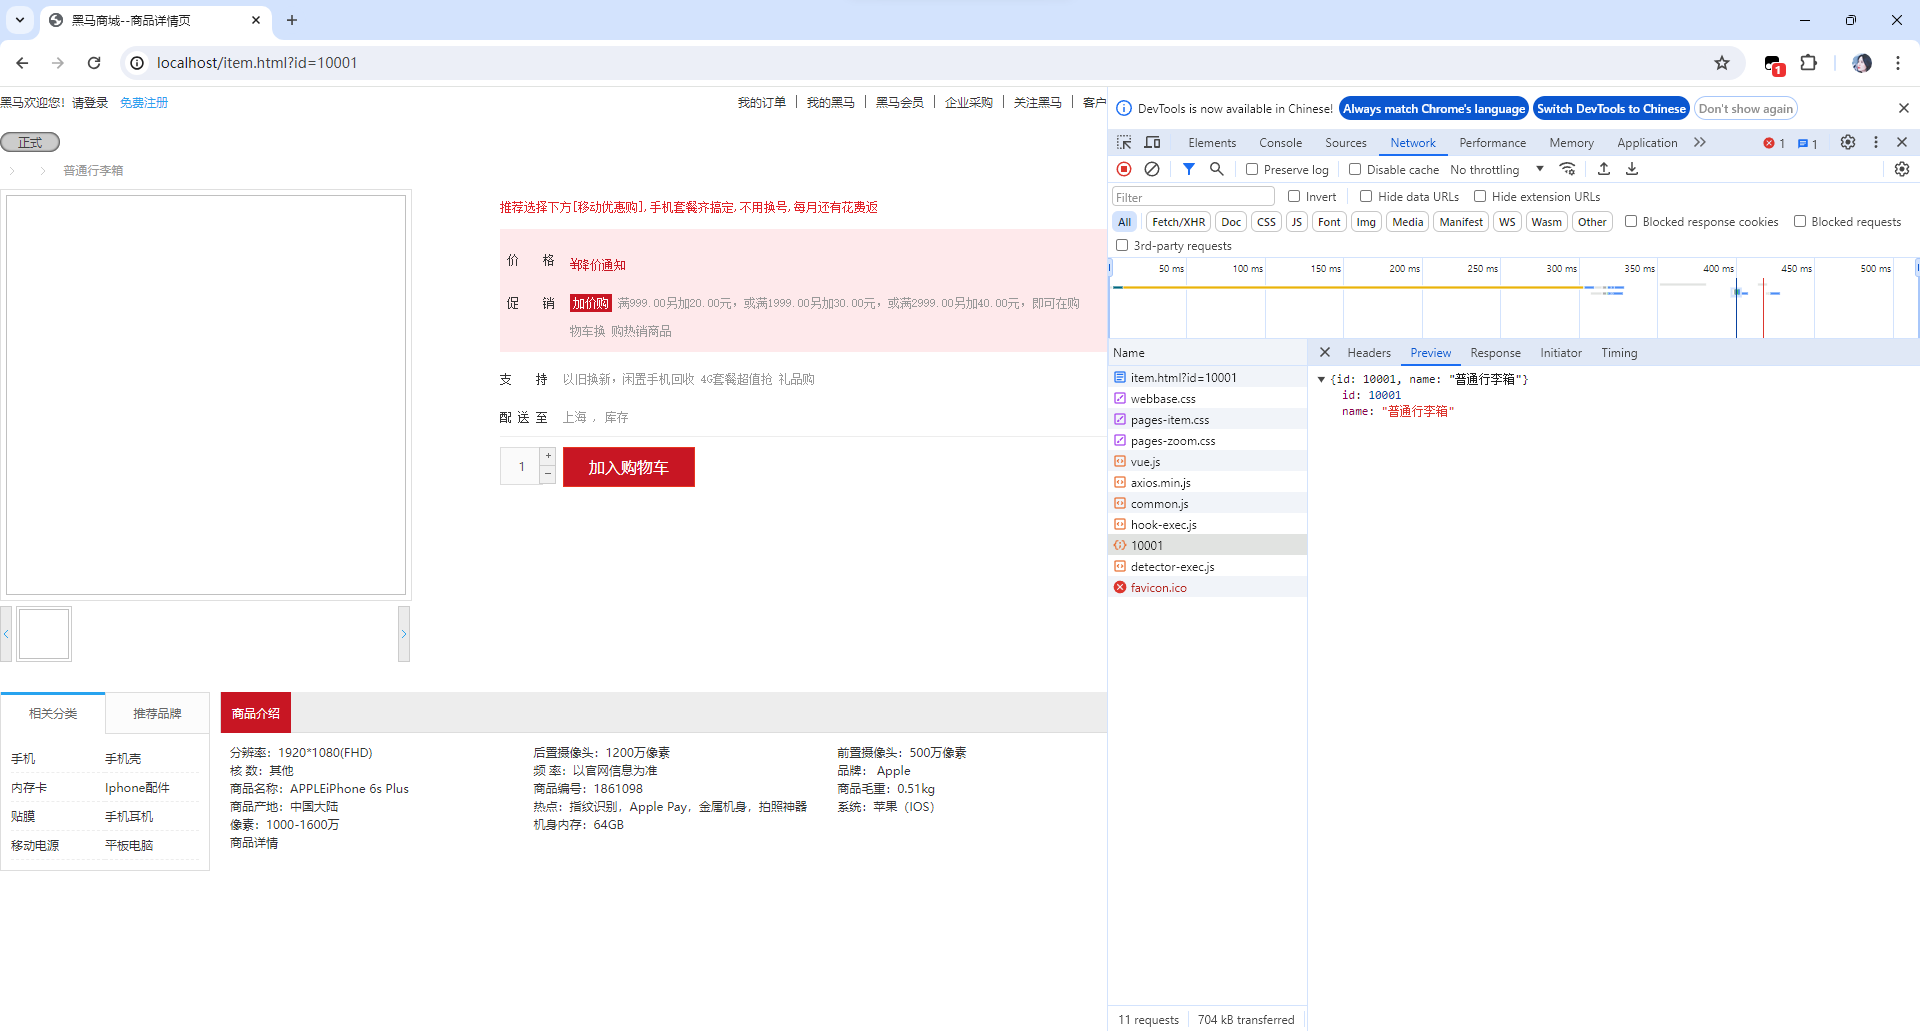 黑马商城--商品详情页
localhost/item.html?id=10001
1
黑马欢迎您！请登录 免费注册
我的订单 我的黑马 黑马会员 企业采购 关注黑马 客户
正式
普通行李箱
推荐选择下方[移动优惠购],手机套餐齐搞定,不用换号,每月还有花费返
价 格 ¥降价通知
促 销 加价购 满999.00另加20.00元，或满1999.00另加30.00元，或满2999.00另加40.00元，即可在购
物车换 购热销商品
支 持 以旧换新，闲置手机回收 4G套餐超值抢 礼品购
配 送 至 上海 ，库存
1 + −
加入购物车
< >
相关分类 推荐品牌
手机 手机壳
内存卡 Iphone配件
贴膜 手机耳机
移动电源 平板电脑
商品介绍
分辨率：1920*1080(FHD) 后置摄像头：1200万像素 前置摄像头：500万像素
核 数：其他 频 率：以官网信息为准 品牌： Apple
商品名称：APPLEiPhone 6s Plus 商品编号：1861098 商品毛重：0.51kg
商品产地：中国大陆 热点：指纹识别，Apple Pay，金属机身，拍照神器 系统：苹果（IOS）
像素：1000-1600万 机身内存：64GB
商品详情
DevTools is now available in Chinese! Always match Chrome's language Switch DevTools to Chinese Don't show again
Elements Console Sources Network Performance Memory Application 1 1
Preserve log Disable cache No throttling
Filter Invert Hide data URLs Hide extension URLs
All Fetch/XHR Doc CSS JS Font Img Media Manifest WS Wasm Other Blocked response cookies Blocked requests
3rd-party requests
50 ms 100 ms 150 ms 200 ms 250 ms 300 ms 350 ms 400 ms 450 ms 500 ms
Name
item.html?id=10001
webbase.css
pages-item.css
pages-zoom.css
vue.js
axios.min.js
common.js
hook-exec.js
10001
detector-exec.js
favicon.ico
Headers Preview Response Initiator Timing
{id: 10001, name: "普通行李箱"}
id: 10001
name: "普通行李箱"
11 requests 704 kB transferred